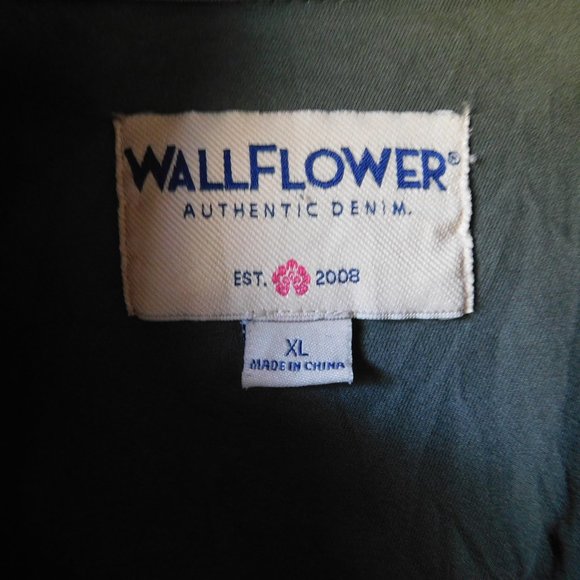 WALLFLOWER®
AUTHENTIC DENIM.
EST. 2008
XL
MADE IN CHINA